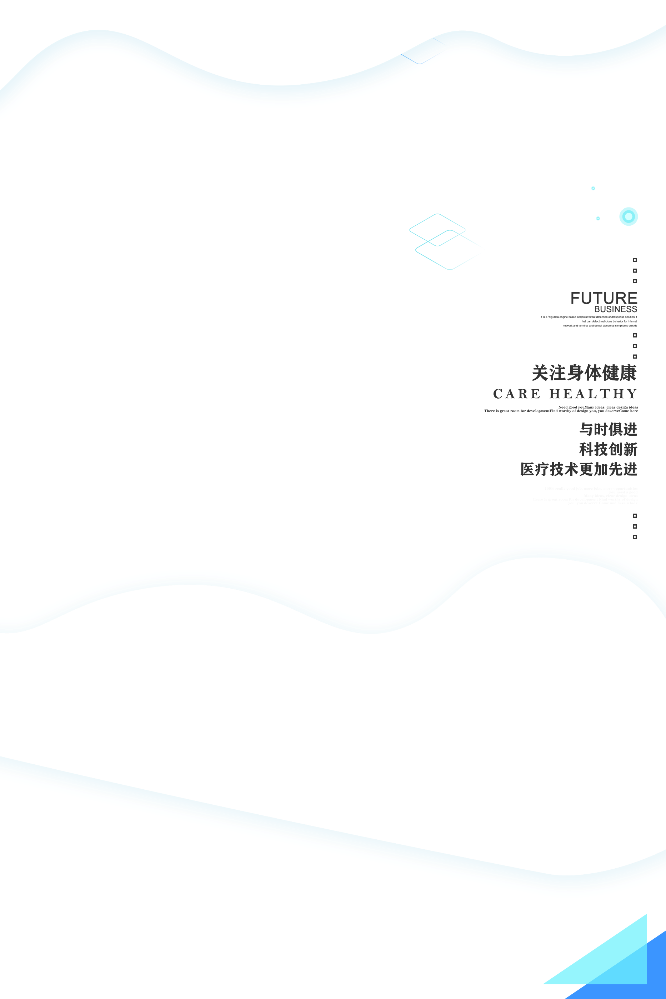 FUTURE
BUSINESS
t is a "big data engine based endpoint threat detection andresponse solution" t
hat can detect malicious behavior for internal
network and terminal and detect abnormal symptoms quickly
关注身体健康
CARE HEALTHY
Need good youMany ideas, clear design ideas
There is great room for developmentFind worthy of design you, you deserveCome here
与时俱进
科技创新
医疗技术更加先进